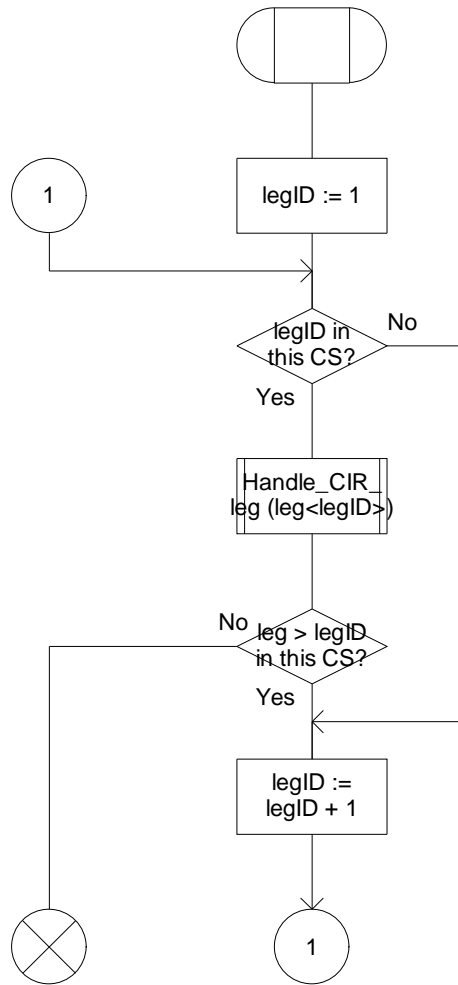 1
legID := 1
legID in
this CS?
No
Yes
Handle_CIR_
leg (leg<legID>)
No
leg > legID
in this CS?
Yes
legID :=
legID + 1
1